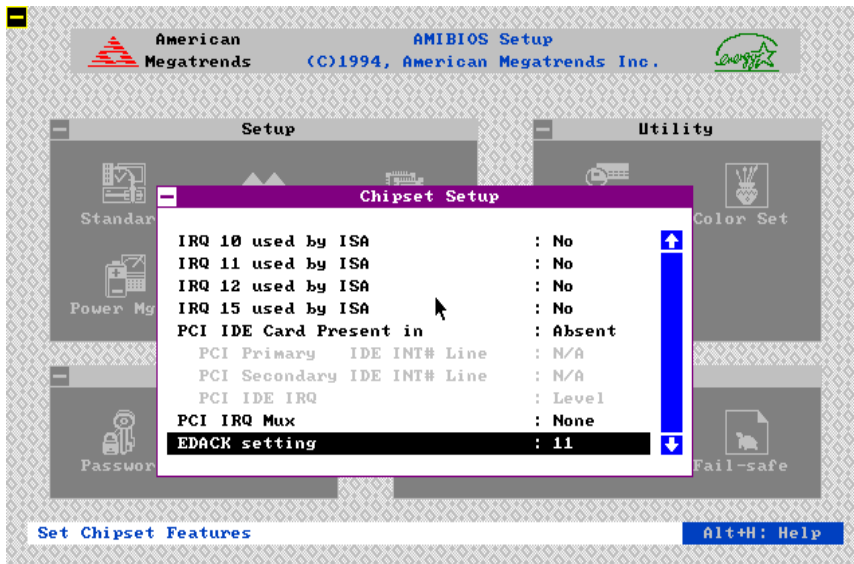 American Megatrends
AMIBIOS Setup
(C)1994, American Megatrends Inc.
energy
Setup
Utility
Chipset Setup
Standar
Color Set
IRQ 10 used by ISA : No
IRQ 11 used by ISA : No
IRQ 12 used by ISA : No
IRQ 15 used by ISA : No
Power Mg
PCI IDE Card Present in : Absent
PCI Primary IDE INT# Line : N/A
PCI Secondary IDE INT# Line : N/A
PCI IDE IRQ : Level
PCI IRQ Mux : None
EDACK setting : 11
Passwor
Fail-safe
Set Chipset Features
Alt+H: Help